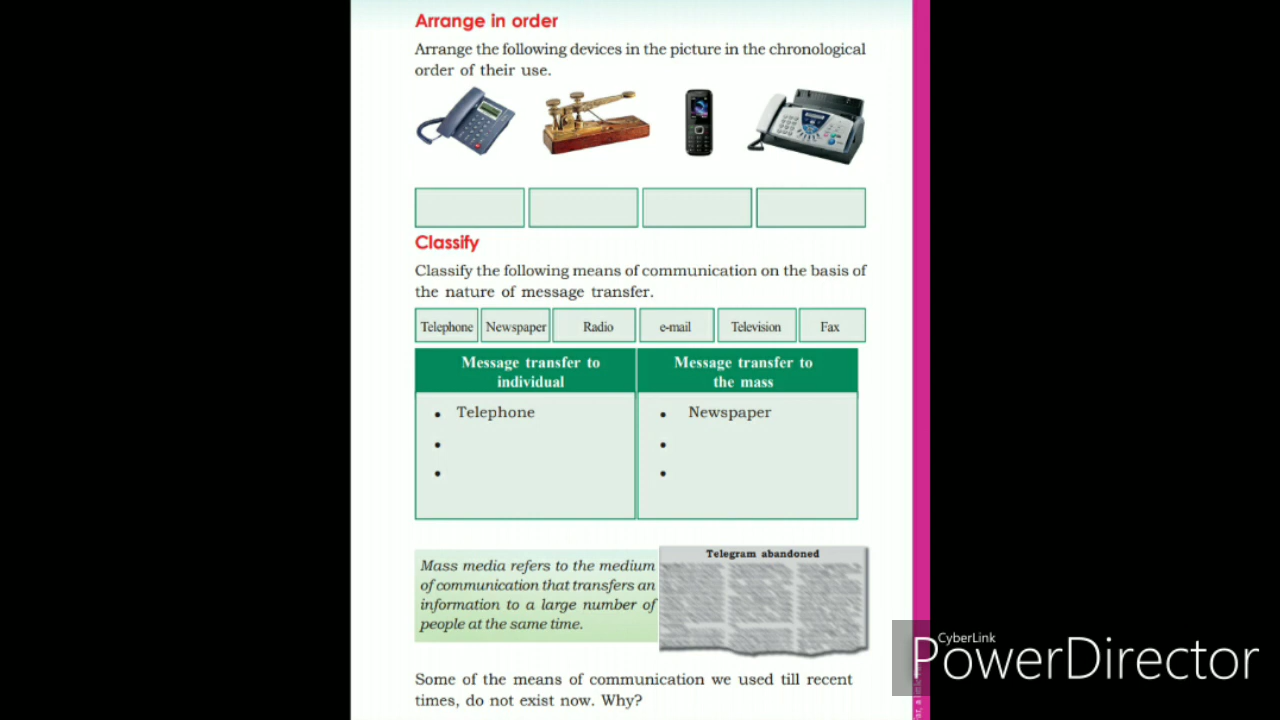 Arrange in order
Arrange the following devices in the picture in the chronological
order of their use.
Classify
Classify the following means of communication on the basis of
the nature of message transfer.
Telephone Newspaper Radio e-mail Television Fax
Message transfer to
individual
Message transfer to
the mass
• Telephone
•
•
• Newspaper
•
•
Mass media refers to the medium
of communication that transfers an
information to a large number of
people at the same time.
Telegram abandoned
Some of the means of communication we used till recent
times, do not exist now. Why?
CyberLink
PowerDirector